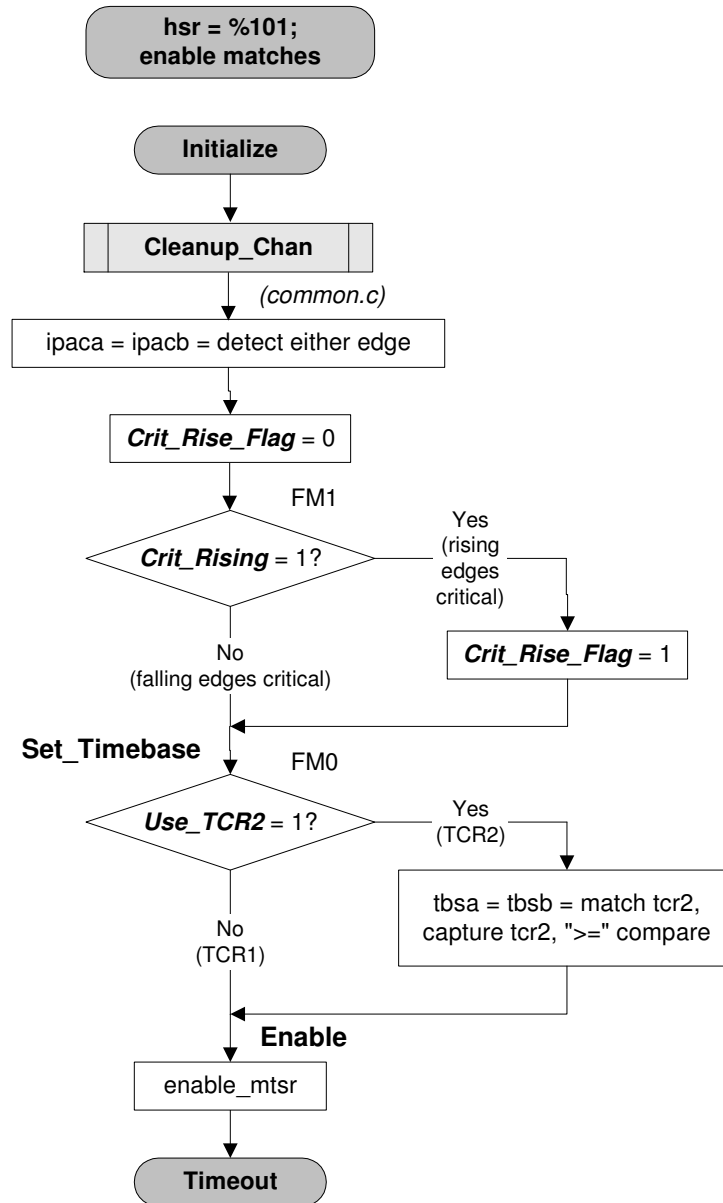 hsr = %101;
enable matches
Initialize
Cleanup_Chan
(common.c)
ipaca = ipacb = detect either edge
Crit_Rise_Flag = 0
FM1
Crit_Rising = 1?
Yes
(rising
edges
critical)
Crit_Rise_Flag = 1
No
(falling edges critical)
Set_Timebase
FM0
Use_TCR2 = 1?
Yes
(TCR2)
tbsa = tbsb = match tcr2,
capture tcr2, ">=" compare
No
(TCR1)
Enable
enable_mtsr
Timeout